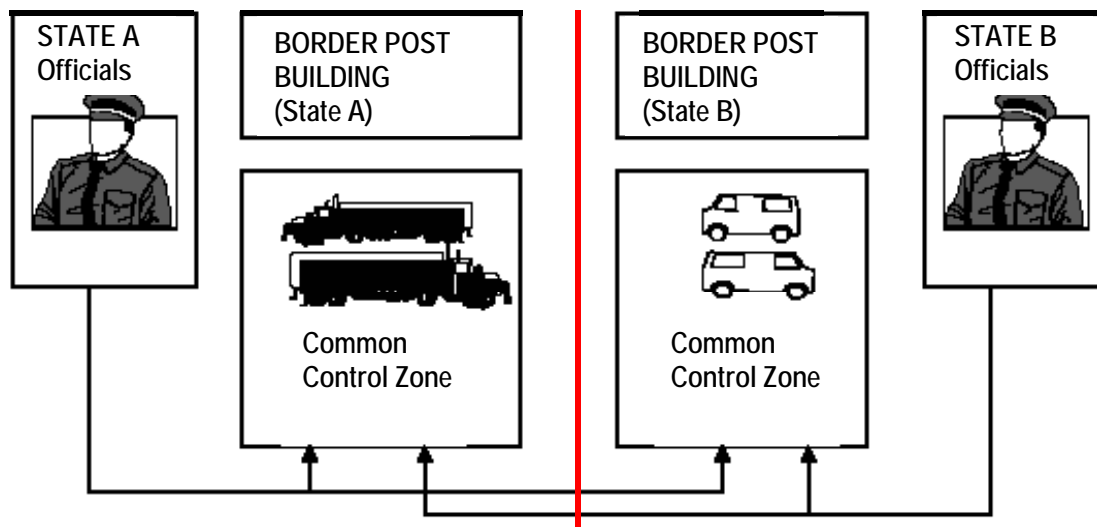 STATE A
Officials
BORDER POST
BUILDING
(State A)
BORDER POST
BUILDING
(State B)
STATE B
Officials
Common
Control Zone
Common
Control Zone